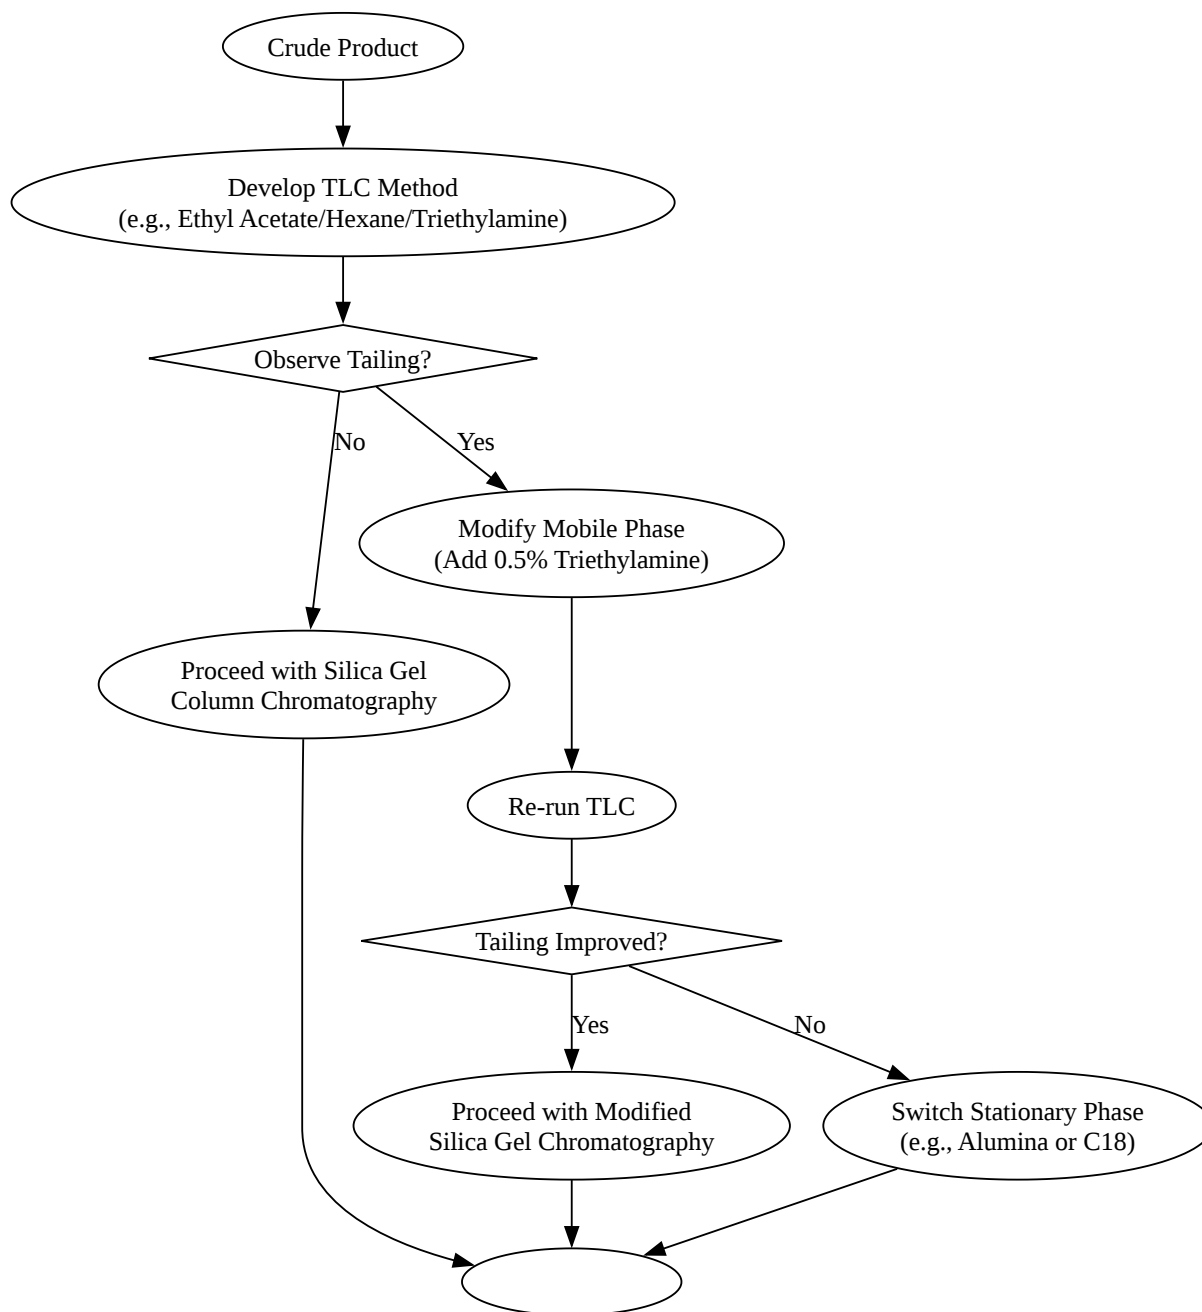 Crude Product
Develop TLC Method
(e.g., Ethyl Acetate/Hexane/Triethylamine)
Observe Tailing?
No
Yes
Modify Mobile Phase
(Add 0.5% Triethylamine)
Proceed with Silica Gel
Column Chromatography
Re-run TLC
Tailing Improved?
Yes
No
Proceed with Modified
Silica Gel Chromatography
Switch Stationary Phase
(e.g., Alumina or C18)